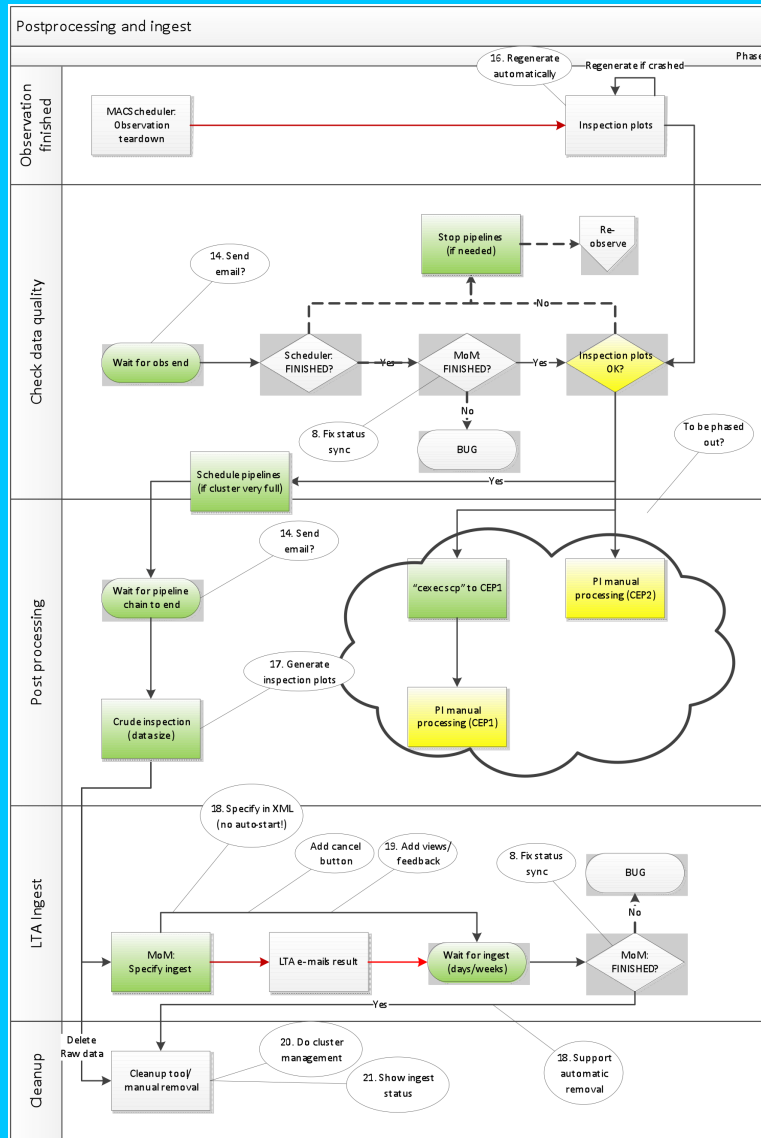 Postprocessing and ingest
Phase
Observation
finished
16. Regenerate
automatically
Regenerate if crashed
MACScheduler:
Observation
teardown
Inspection plots
Check data quality
14. Send
email?
Stop pipelines
(if needed)
Re-
observe
No
Wait for obs end
Scheduler:
FINISHED?
Yes
MoM:
FINISHED?
Yes
Inspection plots
OK?
No
8. Fix status
sync
BUG
To be phased
out?
Schedule pipelines
(if cluster very full)
Yes
Post processing
14. Send
email?
Wait for pipeline
chain to end
"cexec scp" to CEP1
PI manual
processing (CEP2)
17. Generate
inspection plots
Crude inspection
(data size)
PI manual
processing (CEP1)
LTA Ingest
18. Specify in XML
(no auto-start!)
Add cancel
button
19. Add views/
feedback
8. Fix status
sync
BUG
No
MoM:
Specify ingest
LTA e-mails result
Wait for ingest
(days/weeks)
MoM:
FINISHED?
Yes
Cleanup
Delete
Raw data
Cleanup tool/
manual removal
20. Do cluster
management
21. Show ingest
status
18. Support
automatic
removal